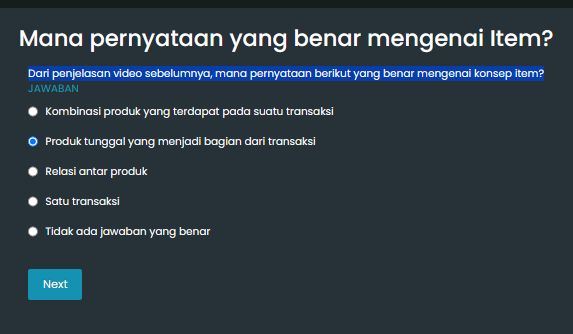 Mana pernyataan yang benar mengenai Item?
Dari penjelasan video sebelumnya, mana pernyataan berikut yang benar mengenai konsep item?
JAWABAN
Kombinasi produk yang terdapat pada suatu transaksi
Produk tunggal yang menjadi bagian dari transaksi
Relasi antar produk
Satu transaksi
Tidak ada jawaban yang benar
Next